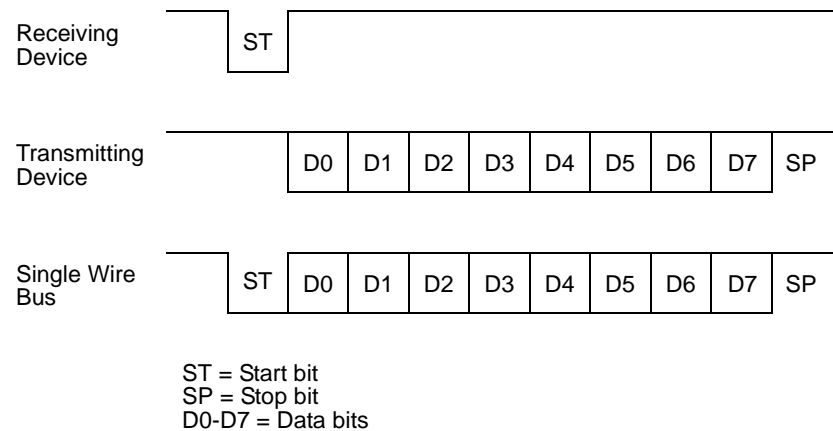 Receiving
Device
ST
Transmitting
Device
D0 D1 D2 D3 D4 D5 D6 D7 SP
Single Wire
Bus
ST D0 D1 D2 D3 D4 D5 D6 D7 SP
ST = Start bit
SP = Stop bit
D0-D7 = Data bits